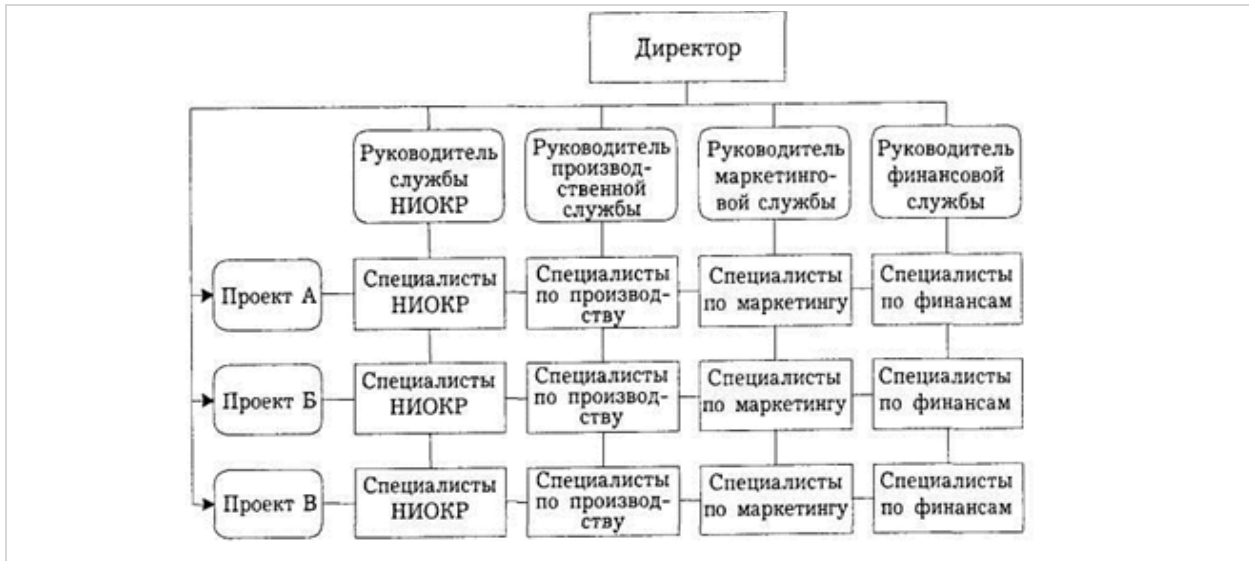 Директор
Руководитель
службы
НИОКР
Руководитель
производ-
ственной
службы
Руководитель
маркетинго-
вой службы
Руководитель
финансовой
службы
Проект А
Специалисты
НИОКР
Специалисты
по производ-
ству
Специалисты
по маркетингу
Специалисты
по финансам
Проект Б
Специалисты
НИОКР
Специалисты
по производ-
ству
Специалисты
по маркетингу
Специалисты
по финансам
Проект В
Специалисты
НИОКР
Специалисты
по производ-
ству
Специалисты
по маркетингу
Специалисты
по финансам